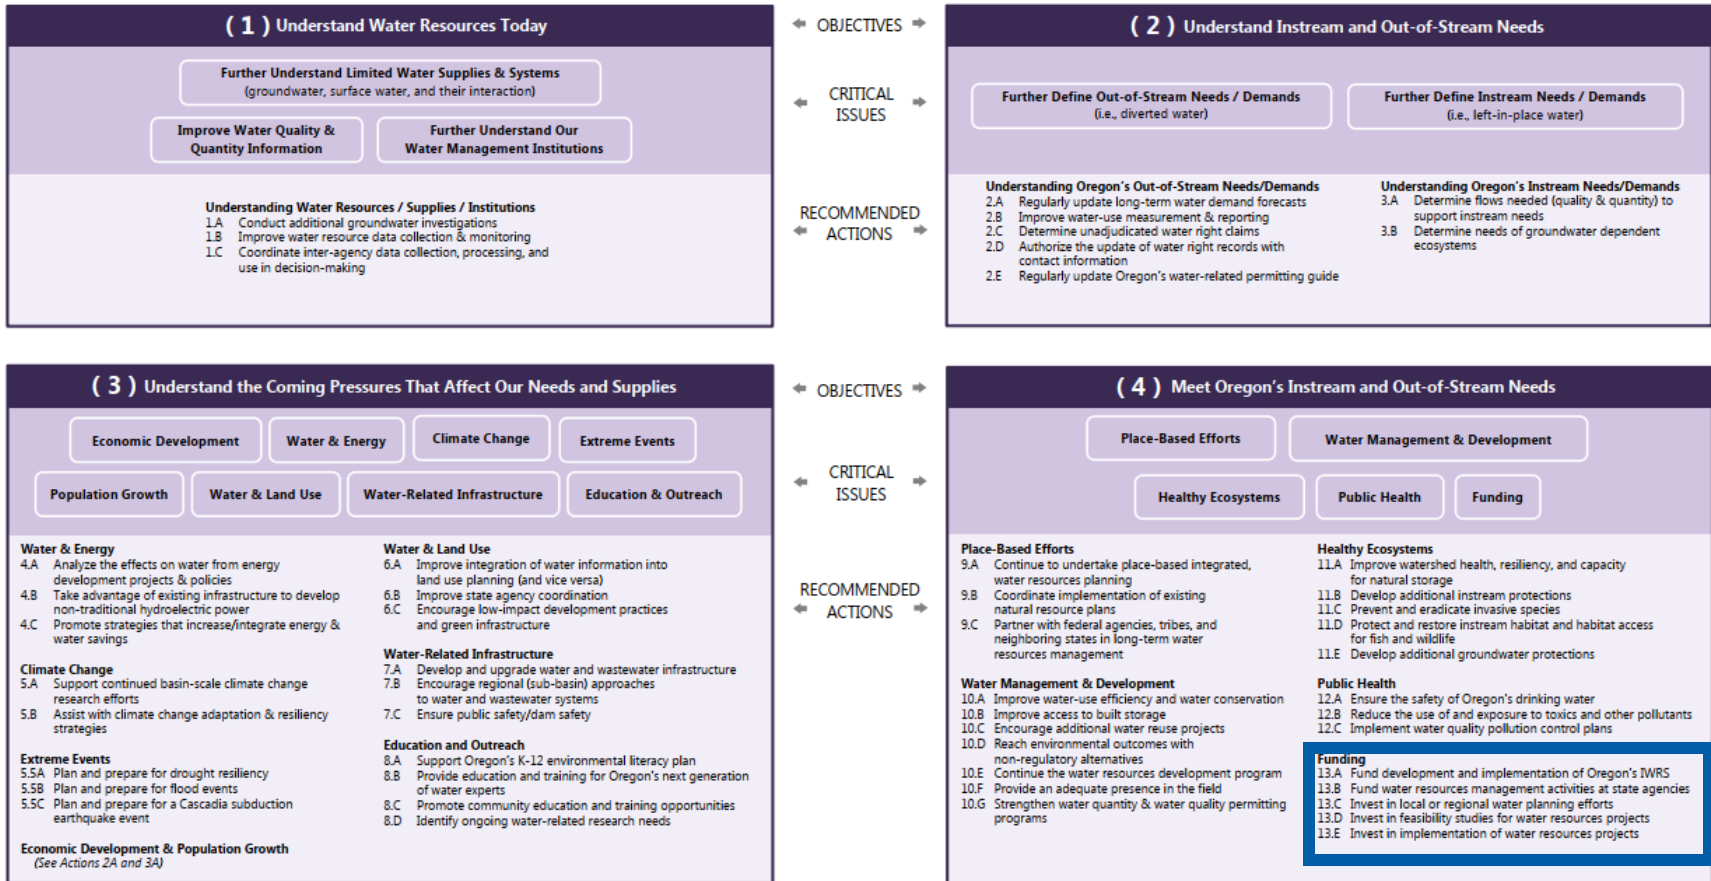 ( 1 ) Understand Water Resources Today
Further Understand Limited Water Supplies & Systems
(groundwater, surface water, and their interaction)
Improve Water Quality &
Quantity Information
Further Understand Our
Water Management Institutions
Understanding Water Resources / Supplies / Institutions
1.A Conduct additional groundwater investigations
1.B Improve water resource data collection & monitoring
1.C Coordinate inter-agency data collection, processing, and
use in decision-making
OBJECTIVES
CRITICAL
ISSUES
RECOMMENDED
ACTIONS
( 2 ) Understand Instream and Out-of-Stream Needs
Further Define Out-of-Stream Needs / Demands
(i.e., diverted water)
Further Define Instream Needs / Demands
(i.e., left-in-place water)
Understanding Oregon's Out-of-Stream Needs/Demands
2.A Regularly update long-term water demand forecasts
2.B Improve water-use measurement & reporting
2.C Determine unadjudicated water right claims
2.D Authorize the update of water right records with
contact information
2.E Regularly update Oregon's water-related permitting guide
Understanding Oregon's Instream Needs/Demands
3.A Determine flows needed (quality & quantity) to
support instream needs
3.B Determine needs of groundwater dependent
ecosystems
( 3 ) Understand the Coming Pressures That Affect Our Needs and Supplies
Economic Development
Water & Energy
Climate Change
Extreme Events
Population Growth
Water & Land Use
Water-Related Infrastructure
Education & Outreach
Water & Energy
4.A Analyze the effects on water from energy
development projects & policies
4.B Take advantage of existing infrastructure to develop
non-traditional hydroelectric power
4.C Promote strategies that increase/integrate energy &
water savings
Climate Change
5.A Support continued basin-scale climate change
research efforts
5.B Assist with climate change adaptation & resiliency
strategies
Extreme Events
5.5A Plan and prepare for drought resiliency
5.5B Plan and prepare for flood events
5.5C Plan and prepare for a Cascadia subduction
earthquake event
Economic Development & Population Growth
(See Actions 2A and 3A)
Water & Land Use
6.A Improve integration of water information into
land use planning (and vice versa)
6.B Improve state agency coordination
6.C Encourage low-impact development practices
and green infrastructure
Water-Related Infrastructure
7.A Develop and upgrade water and wastewater infrastructure
7.B Encourage regional (sub-basin) approaches
to water and wastewater systems
7.C Ensure public safety/dam safety
Education and Outreach
8.A Support Oregon's K-12 environmental literacy plan
8.B Provide education and training for Oregon's next generation
of water experts
8.C Promote community education and training opportunities
8.D Identify ongoing water-related research needs
OBJECTIVES
CRITICAL
ISSUES
RECOMMENDED
ACTIONS
( 4 ) Meet Oregon's Instream and Out-of-Stream Needs
Place-Based Efforts
Water Management & Development
Healthy Ecosystems
Public Health
Funding
Place-Based Efforts
9.A Continue to undertake place-based integrated,
water resources planning
9.B Coordinate implementation of existing
natural resource plans
9.C Partner with federal agencies, tribes, and
neighboring states in long-term water
resources management
Water Management & Development
10.A Improve water-use efficiency and water conservation
10.B Improve access to built storage
10.C Encourage additional water reuse projects
10.D Reach environmental outcomes with
non-regulatory alternatives
10.E Continue the water resources development program
10.F Provide an adequate presence in the field
10.G Strengthen water quantity & water quality permitting
programs
Healthy Ecosystems
11.A Improve watershed health, resiliency, and capacity
for natural storage
11.B Develop additional instream protections
11.C Prevent and eradicate invasive species
11.D Protect and restore instream habitat and habitat access
for fish and wildlife
11.E Develop additional groundwater protections
Public Health
12.A Ensure the safety of Oregon's drinking water
12.B Reduce the use of and exposure to toxics and other pollutants
12.C Implement water quality pollution control plans
Funding
13.A Fund development and implementation of Oregon's IWRS
13.B Fund water resources management activities at state agencies
13.C Invest in local or regional water planning efforts
13.D Invest in feasibility studies for water resources projects
13.E Invest in implementation of water resources projects